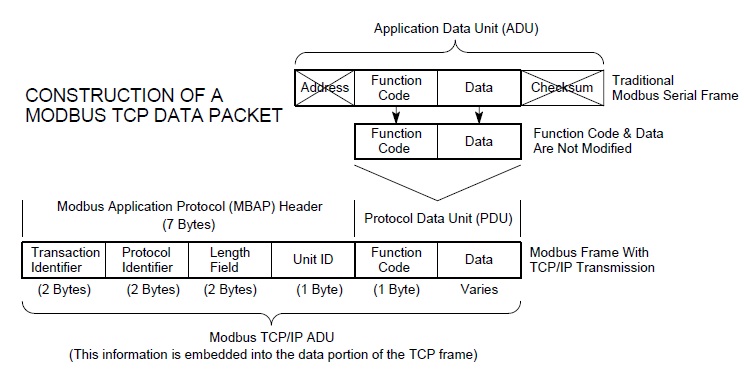 Application Data Unit (ADU)
CONSTRUCTION OF A
MODBUS TCP DATA PACKET
Address
Function
Code
Data
Checksum
Traditional
Modbus Serial Frame
Function
Code
Data
Function Code & Data
Are Not Modified
Modbus Application Protocol (MBAP) Header
(7 Bytes)
Protocol Data Unit (PDU)
Transaction
Identifier
Protocol
Identifier
Length
Field
Unit ID
Function
Code
Data
Modbus Frame With
TCP/IP Transmission
(2 Bytes)
(2 Bytes)
(2 Bytes)
(1 Byte)
(1 Byte)
Varies
Modbus TCP/IP ADU
(This information is embedded into the data portion of the TCP frame)